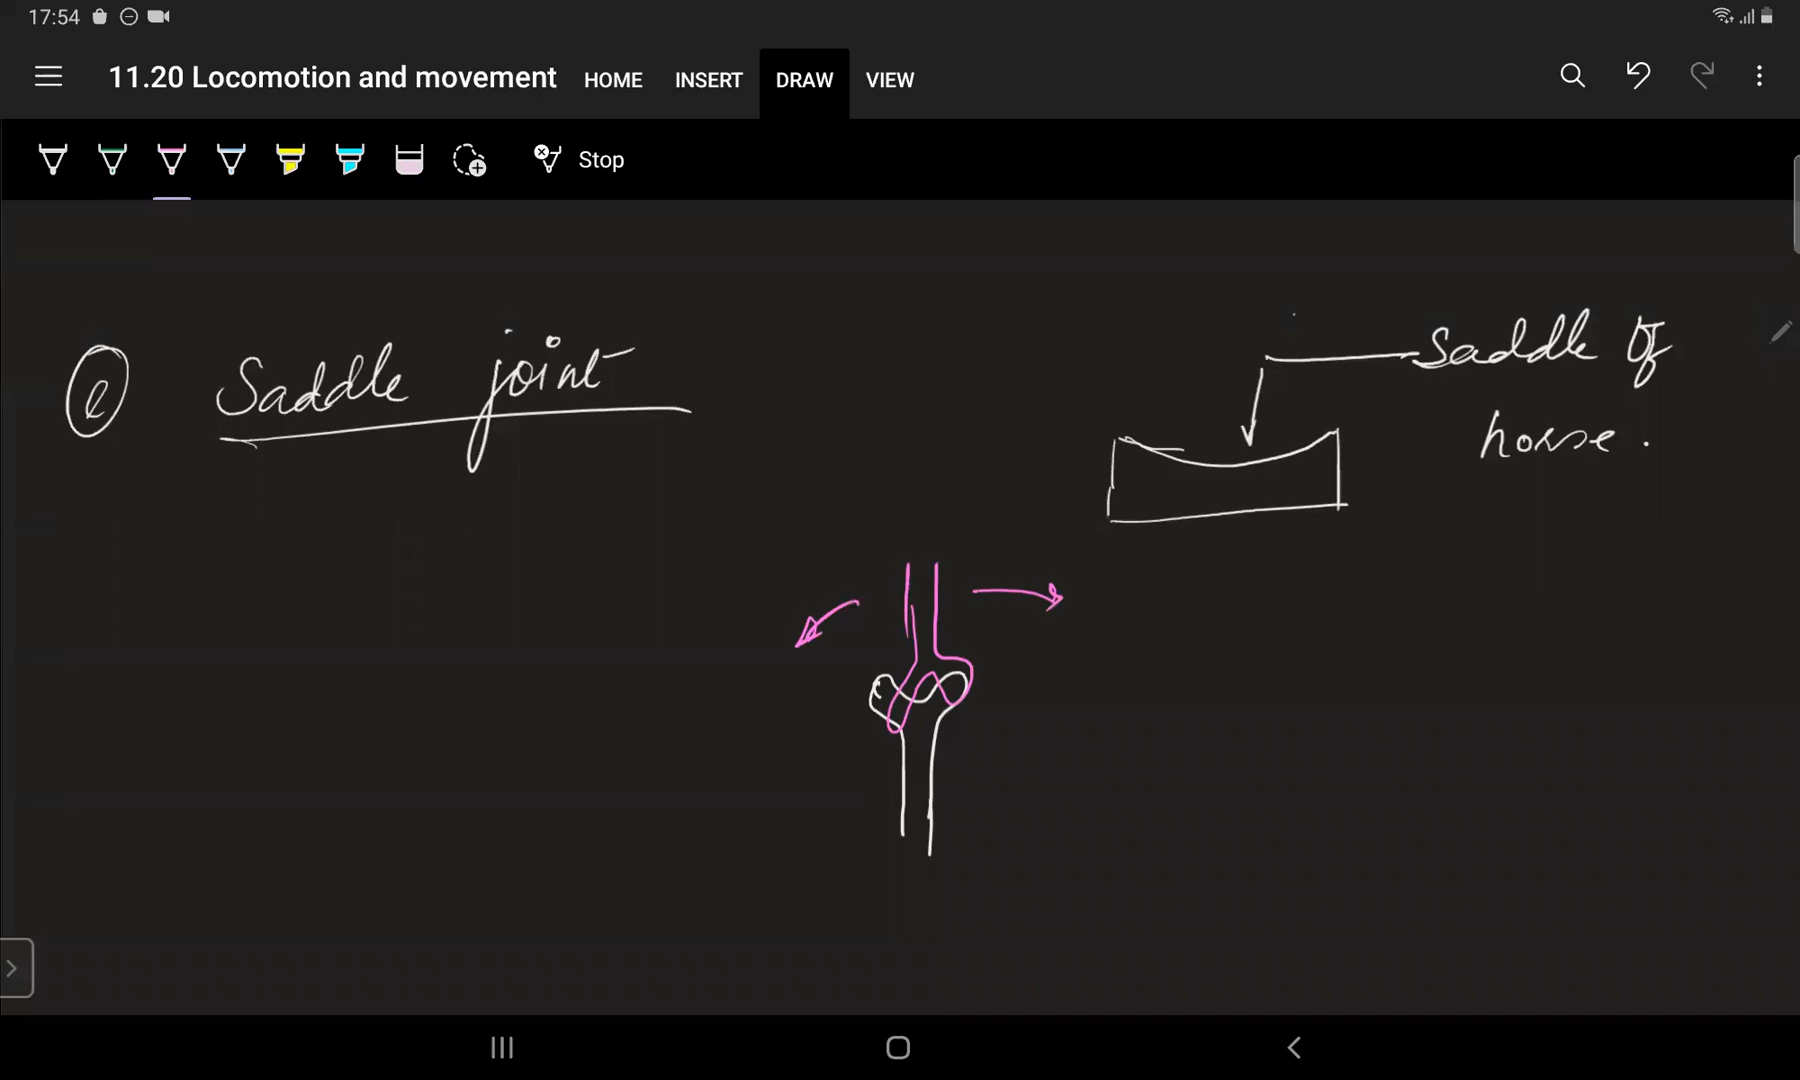 17:54
11.20 Locomotion and movement HOME INSERT DRAW VIEW
Stop
e Saddle joint
saddle of
horse.